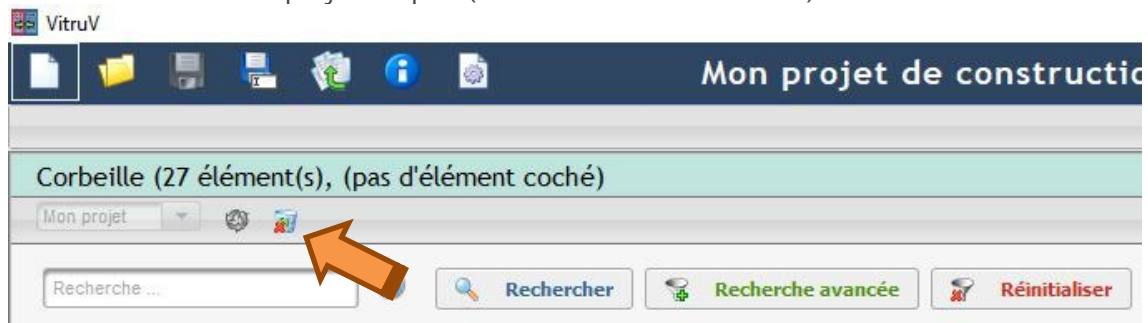 VitruV
Mon projet de constructio
Corbeille (27 élément(s), (pas d'élément coché)
Mon projet
Recherche ...
Rechercher
Recherche avancée
Réinitialiser